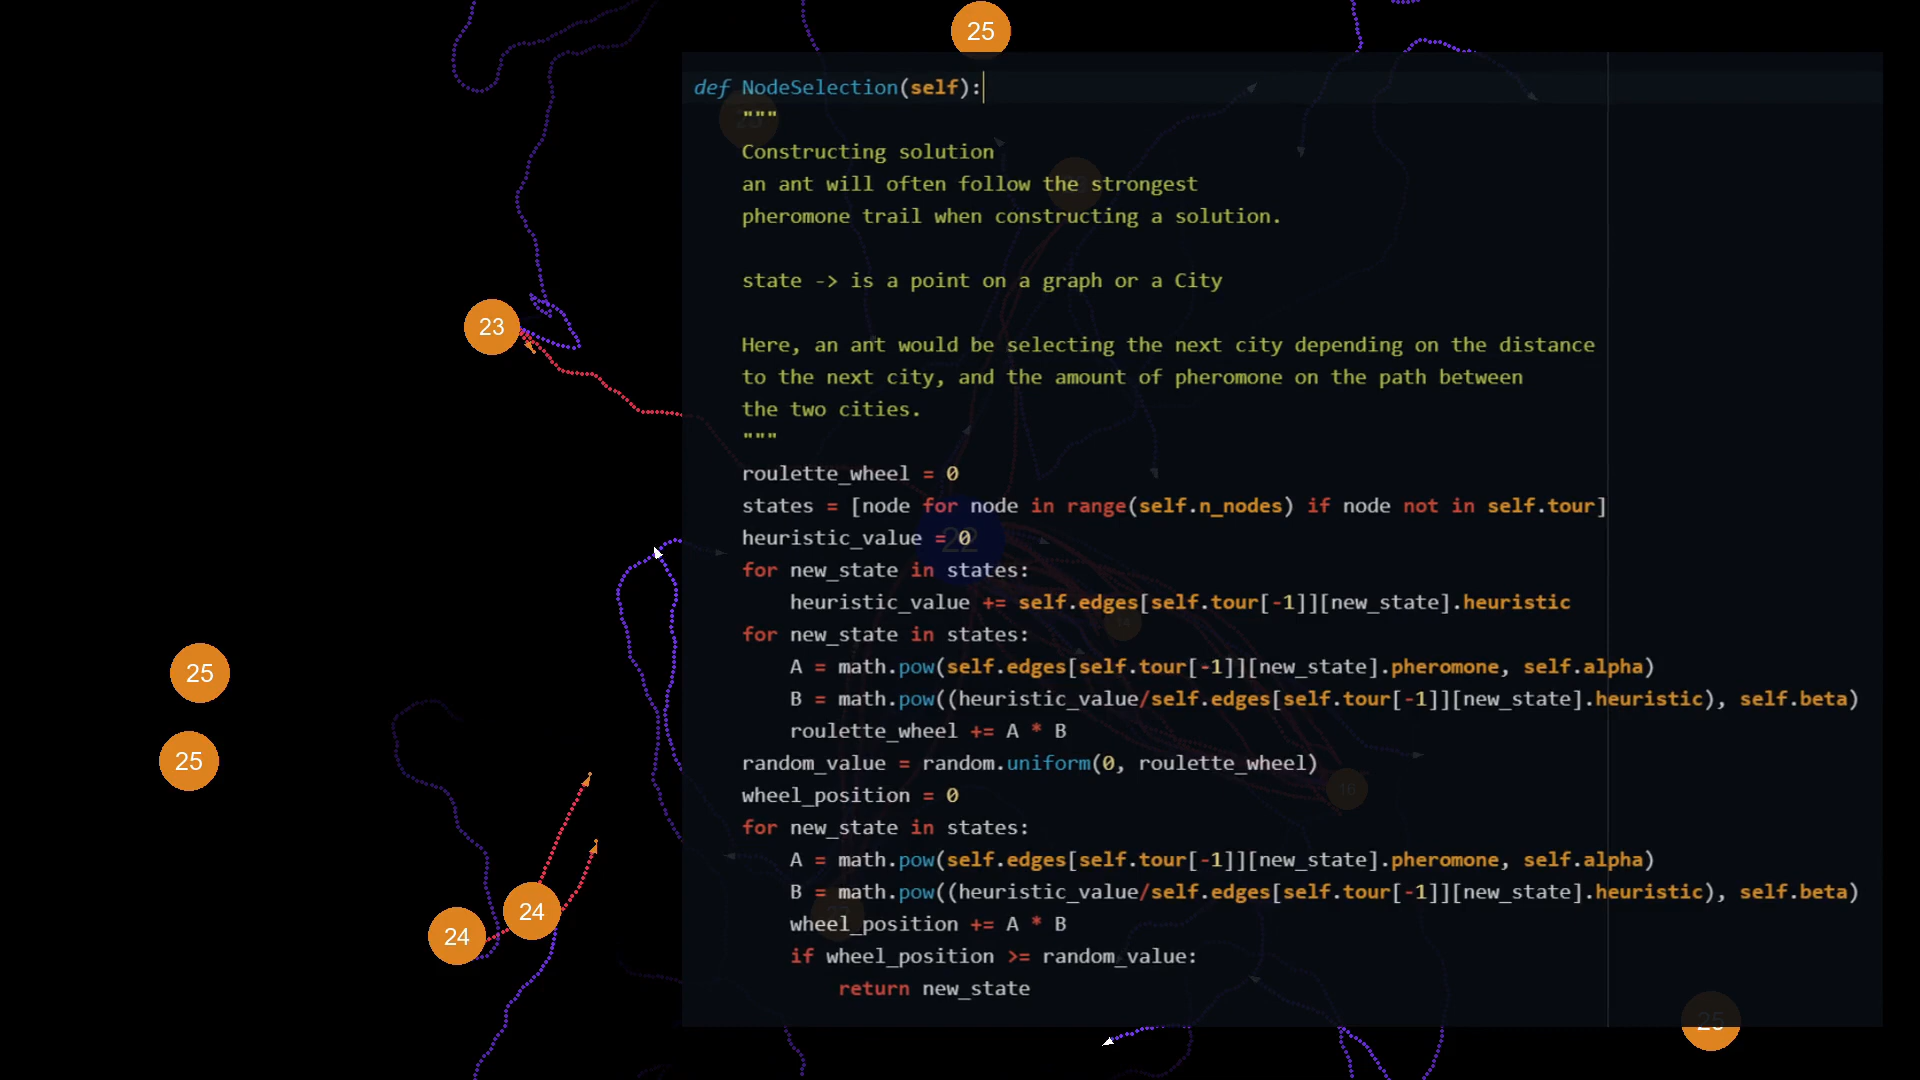 25
def NodeSelection(self):
"""
Constructing solution
an ant will often follow the strongest
pheromone trail when constructing a solution.
state -> is a point on a graph or a City
23
Here, an ant would be selecting the next city depending on the distance
to the next city, and the amount of pheromone on the path between
the two cities.
"""
roulette_wheel = 0
states = [node for node in range(self.n_nodes) if node not in self.tour]
heuristic_value = 0
22
for new_state in states:
heuristic_value += self.edges[self.tour[-1]][new_state].heuristic
for new_state in states:
A = math.pow(self.edges[self.tour[-1]][new_state].pheromone, self.alpha)
25
B = math.pow((heuristic_value/self.edges[self.tour[-1]][new_state].heuristic), self.beta)
roulette_wheel += A * B
25
random_value = random.uniform(0, roulette_wheel)
wheel_position = 0
for new_state in states:
A = math.pow(self.edges[self.tour[-1]][new_state].pheromone, self.alpha)
B = math.pow((heuristic_value/self.edges[self.tour[-1]][new_state].heuristic), self.beta)
24
wheel_position += A * B
24
if wheel_position >= random_value:
return new_state
25